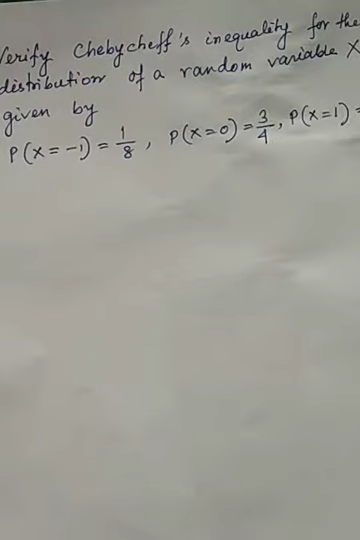 Verify Chebycheff's inequality for the
distribution of a random variable X
given by
P(X=-1) = 1/8, P(X=0) = 3/4, P(X=1) =